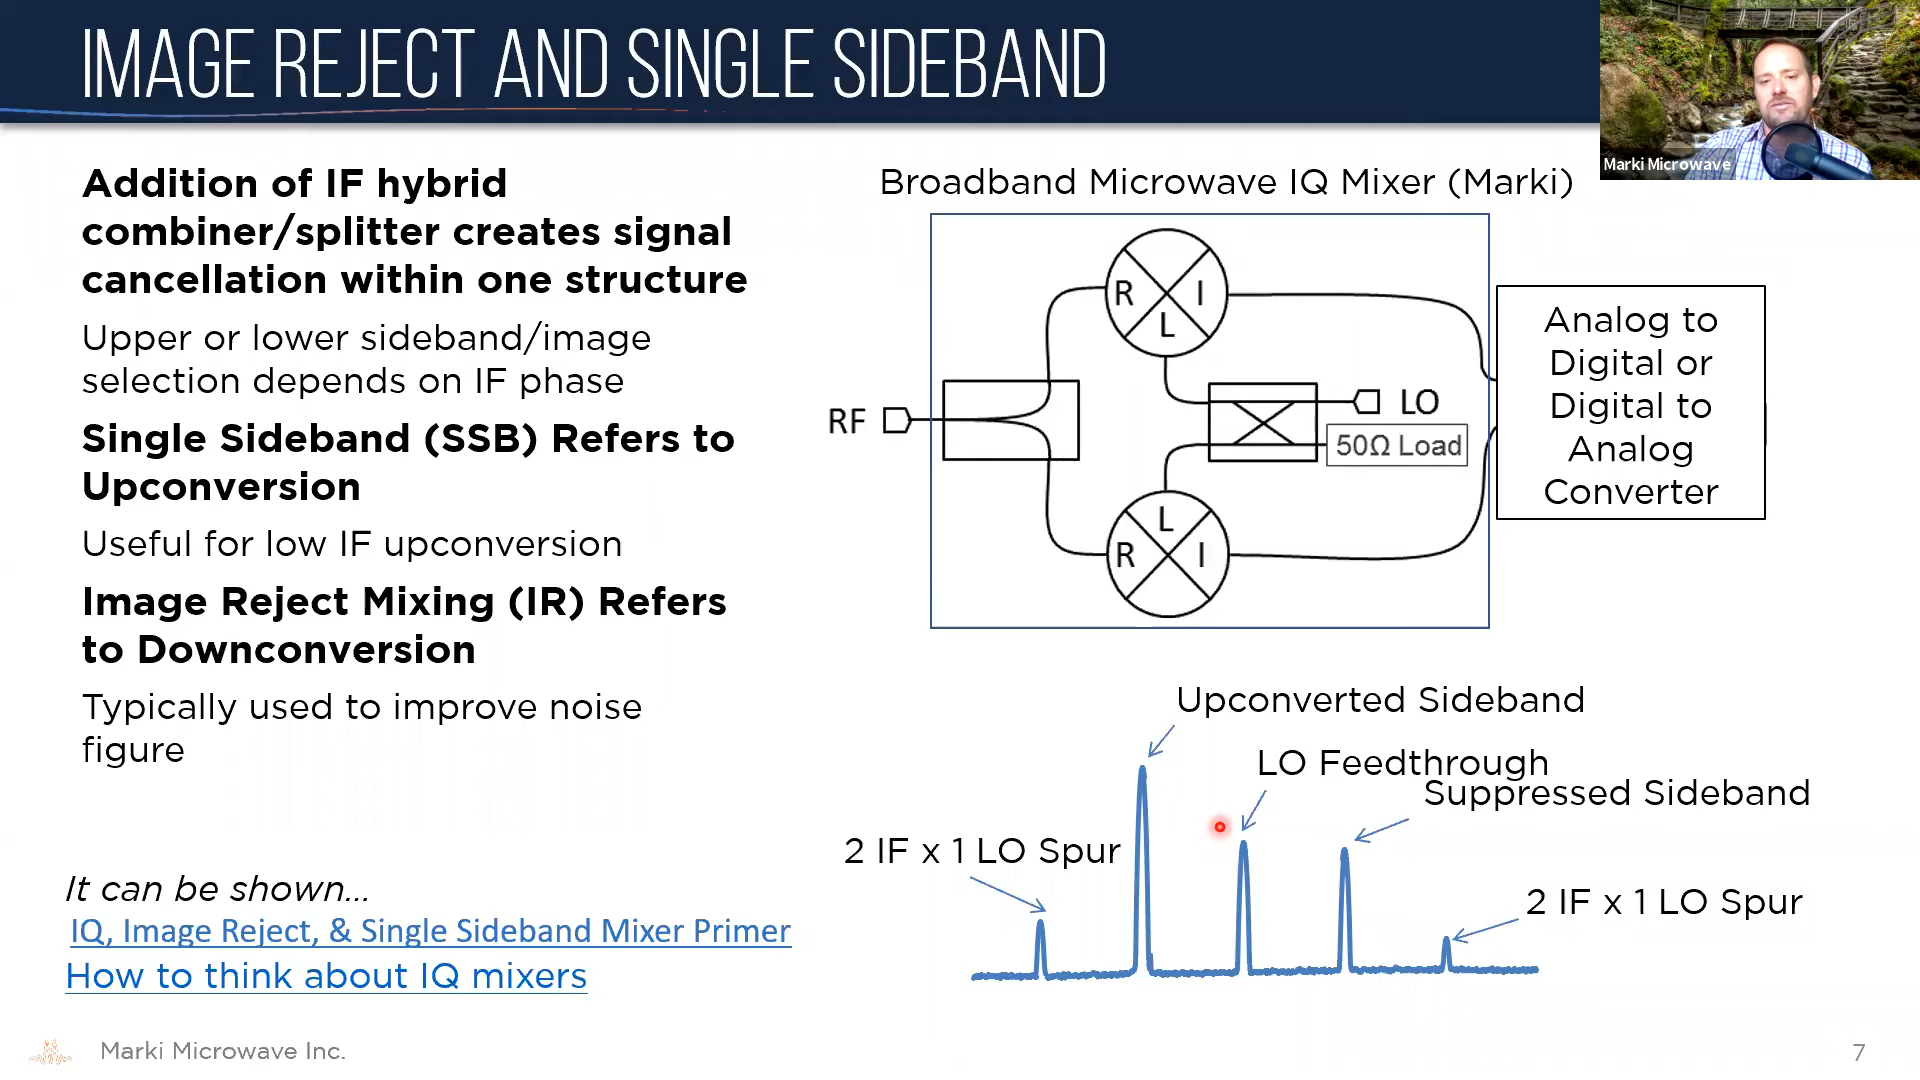 IMAGE REJECT AND SINGLE SIDEBAND
Marki Microwave
Addition of IF hybrid
combiner/splitter creates signal
cancellation within one structure
Upper or lower sideband/image
selection depends on IF phase
Single Sideband (SSB) Refers to
Upconversion
Useful for low IF upconversion
Image Reject Mixing (IR) Refers
to Downconversion
Typically used to improve noise
figure
It can be shown...
IQ, Image Reject, & Single Sideband Mixer Primer
How to think about IQ mixers
Broadband Microwave IQ Mixer (Marki)
R
I
L
RF
LO
50Ω Load
L
R
I
Analog to
Digital or
Digital to
Analog
Converter
Upconverted Sideband
LO Feedthrough
Suppressed Sideband
2 IF x 1 LO Spur
2 IF x 1 LO Spur
Marki Microwave Inc.
7